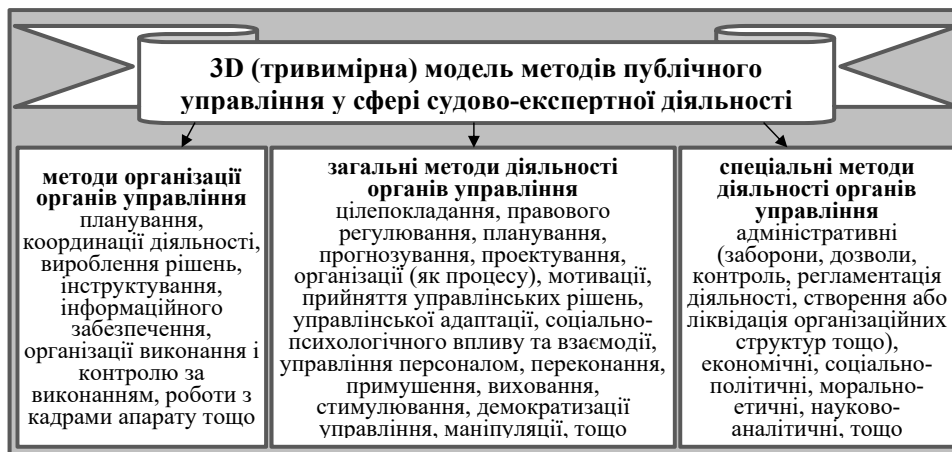 3D (тривимірна) модель методів публічного
управління у сфері судово-експертної діяльності
методи організації
органів управління
планування,
координації діяльності,
вироблення рішень,
інструктування,
інформаційного
забезпечення,
організації виконання і
контролю за
виконанням, роботи з
кадрами апарату тощо
загальні методи діяльності
органів управління
цілепокладання, правового
регулювання, планування,
прогнозування, проектування,
організації (як процесу), мотивації,
прийняття управлінських рішень,
управлінської адаптації, соціально-
психологічного впливу та взаємодії,
управління персоналом, переконання,
примушення, виховання,
стимулювання, демократизації
управління, маніпуляції, тощо
спеціальні методи
діяльності органів
управління
адміністративні
(заборони, дозволи,
контроль, регламентація
діяльності, створення або
ліквідація організаційних
структур тощо),
економічні, соціально-
політичні, морально-
етичні, науково-
аналітичні, тощо